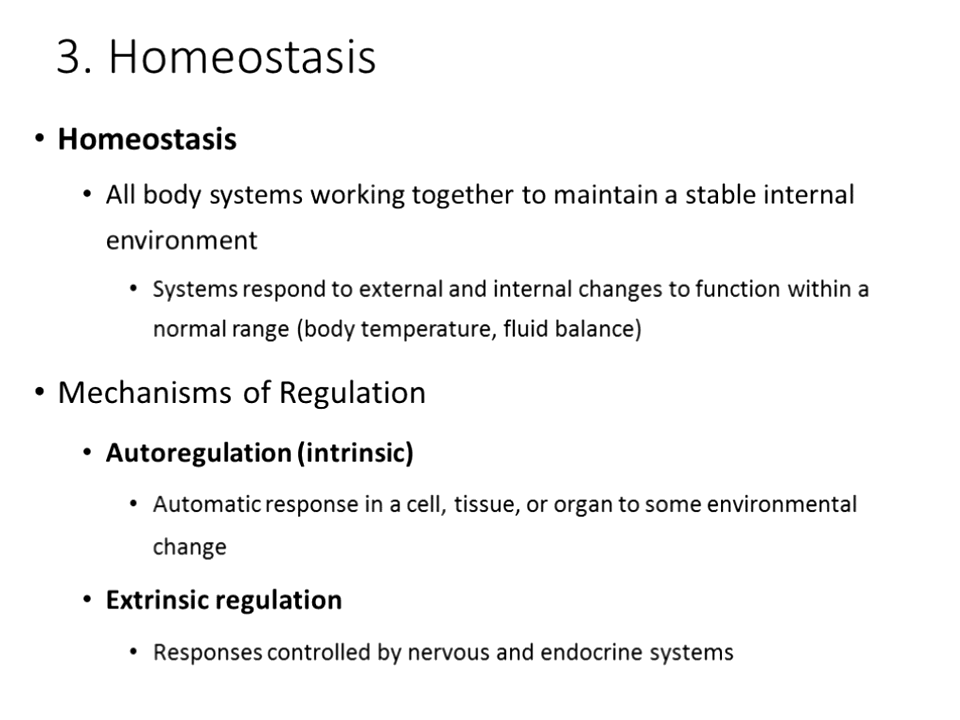 3. Homeostasis
• Homeostasis
• All body systems working together to maintain a stable internal
environment
• Systems respond to external and internal changes to function within a
normal range (body temperature, fluid balance)
• Mechanisms of Regulation
• Autoregulation (intrinsic)
• Automatic response in a cell, tissue, or organ to some environmental
change
• Extrinsic regulation
• Responses controlled by nervous and endocrine systems